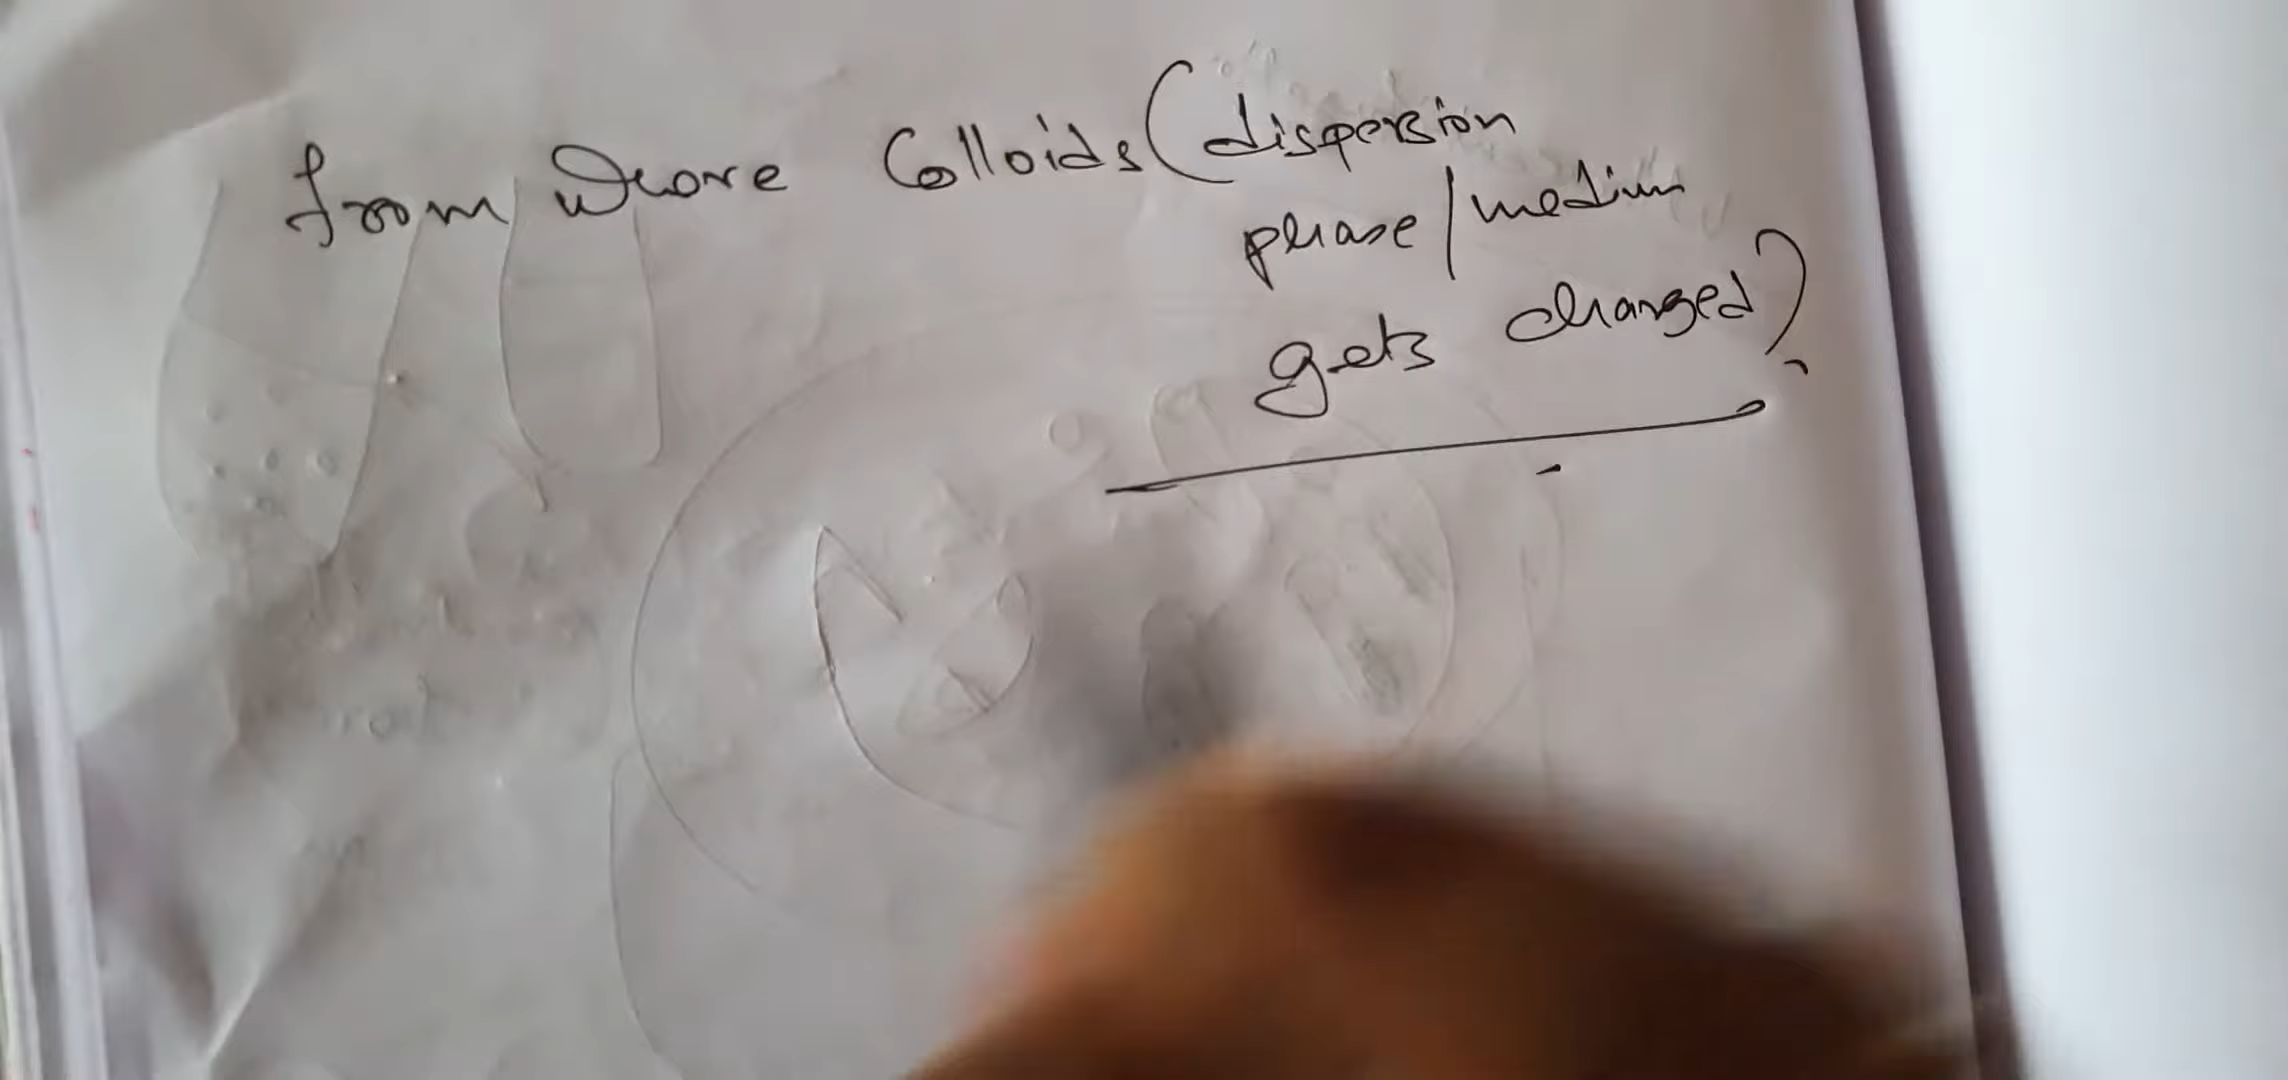 from where Colloids (dispersion
phase / medium
gets changed)